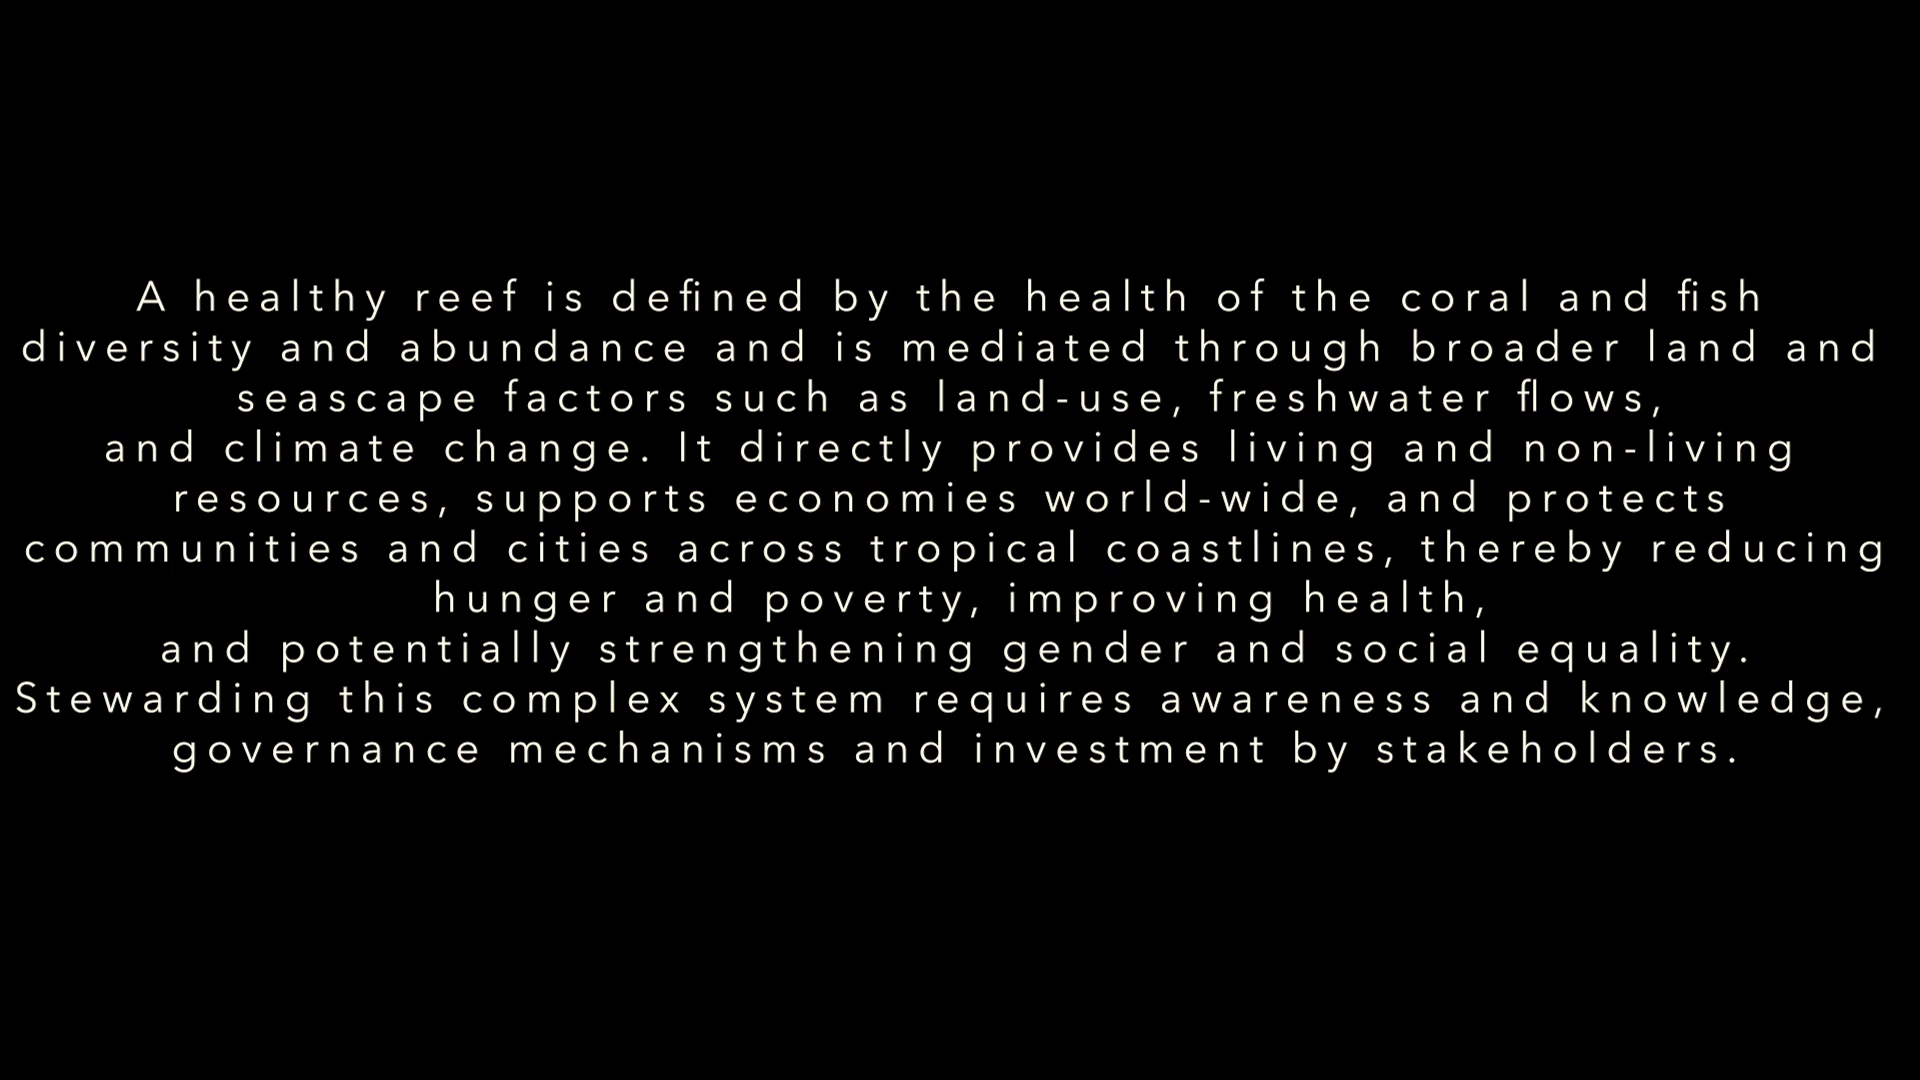 A healthy reef is defined by the health of the coral and fish
diversity and abundance and is mediated through broader land and
seascape factors such as land-use, freshwater flows,
and climate change. It directly provides living and non-living
resources, supports economies world-wide, and protects
communities and cities across tropical coastlines, thereby reducing
hunger and poverty, improving health,
and potentially strengthening gender and social equality.
Stewarding this complex system requires awareness and knowledge,
governance mechanisms and investment by stakeholders.